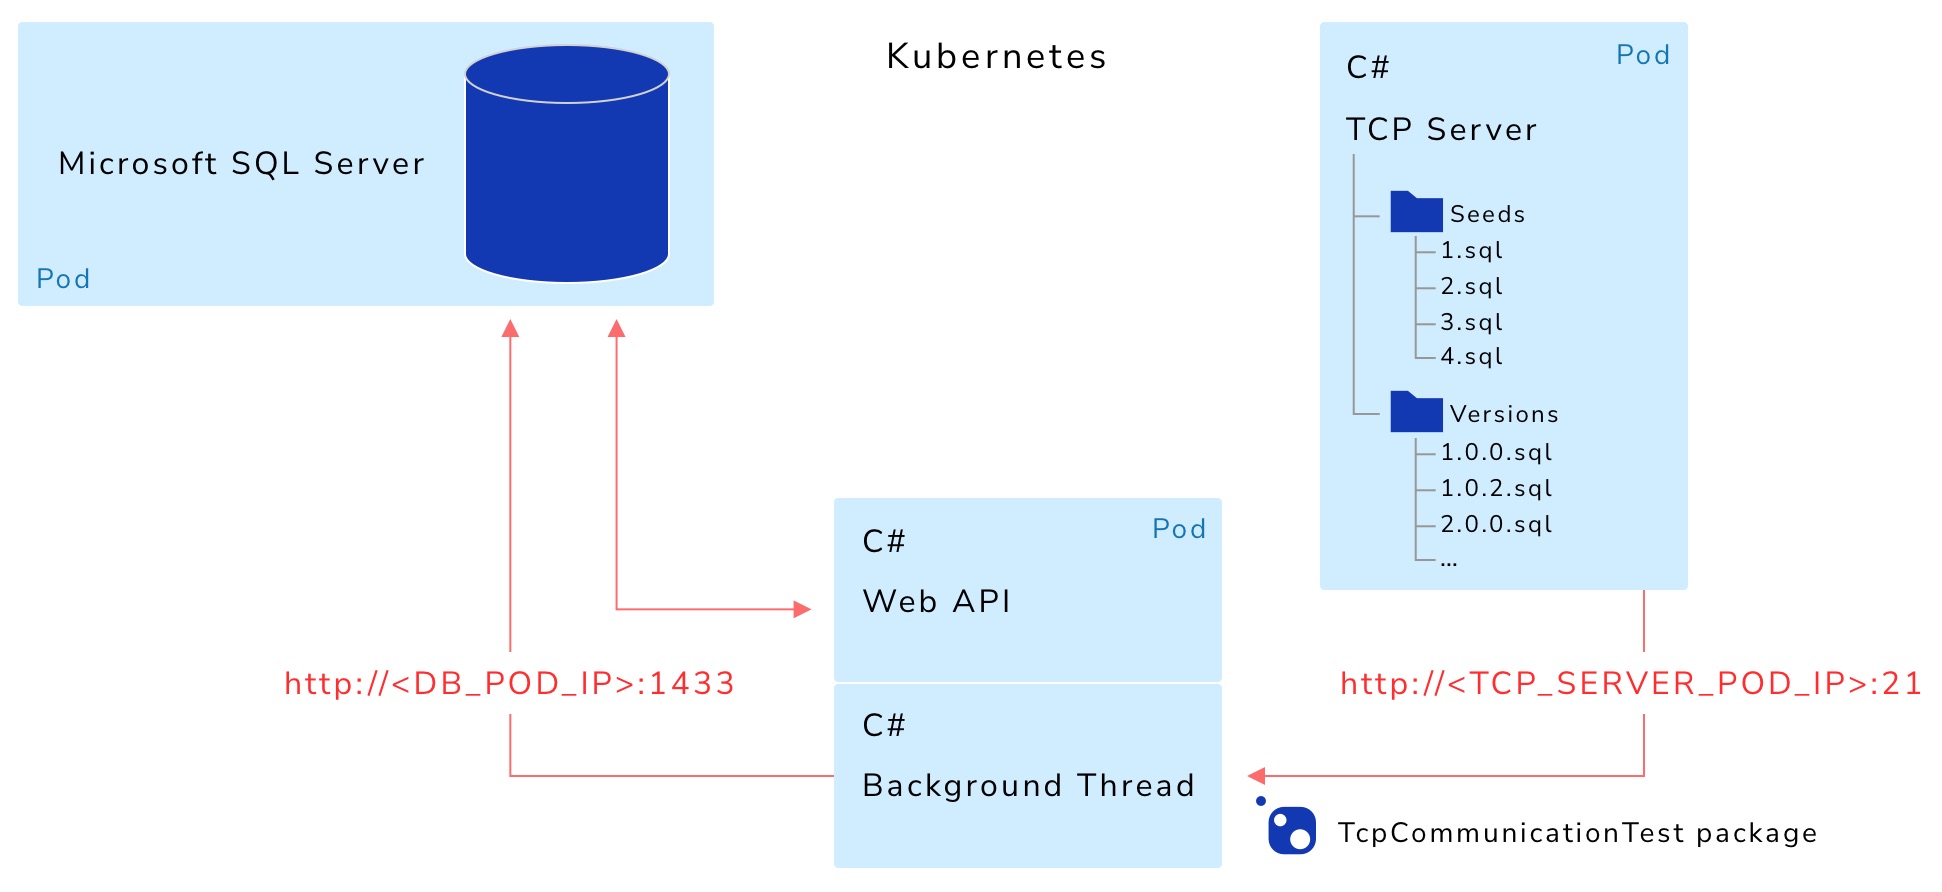 Kubernetes
Microsoft SQL Server
Pod
C#
Pod
TCP Server
Seeds
1.sql
2.sql
3.sql
4.sql
Versions
1.0.0.sql
1.0.2.sql
2.0.0.sql
...
C#
Pod
Web API
http://<DB_POD_IP>:1433
http://<TCP_SERVER_POD_IP>:21
C#
Background Thread
TcpCommunicationTest package